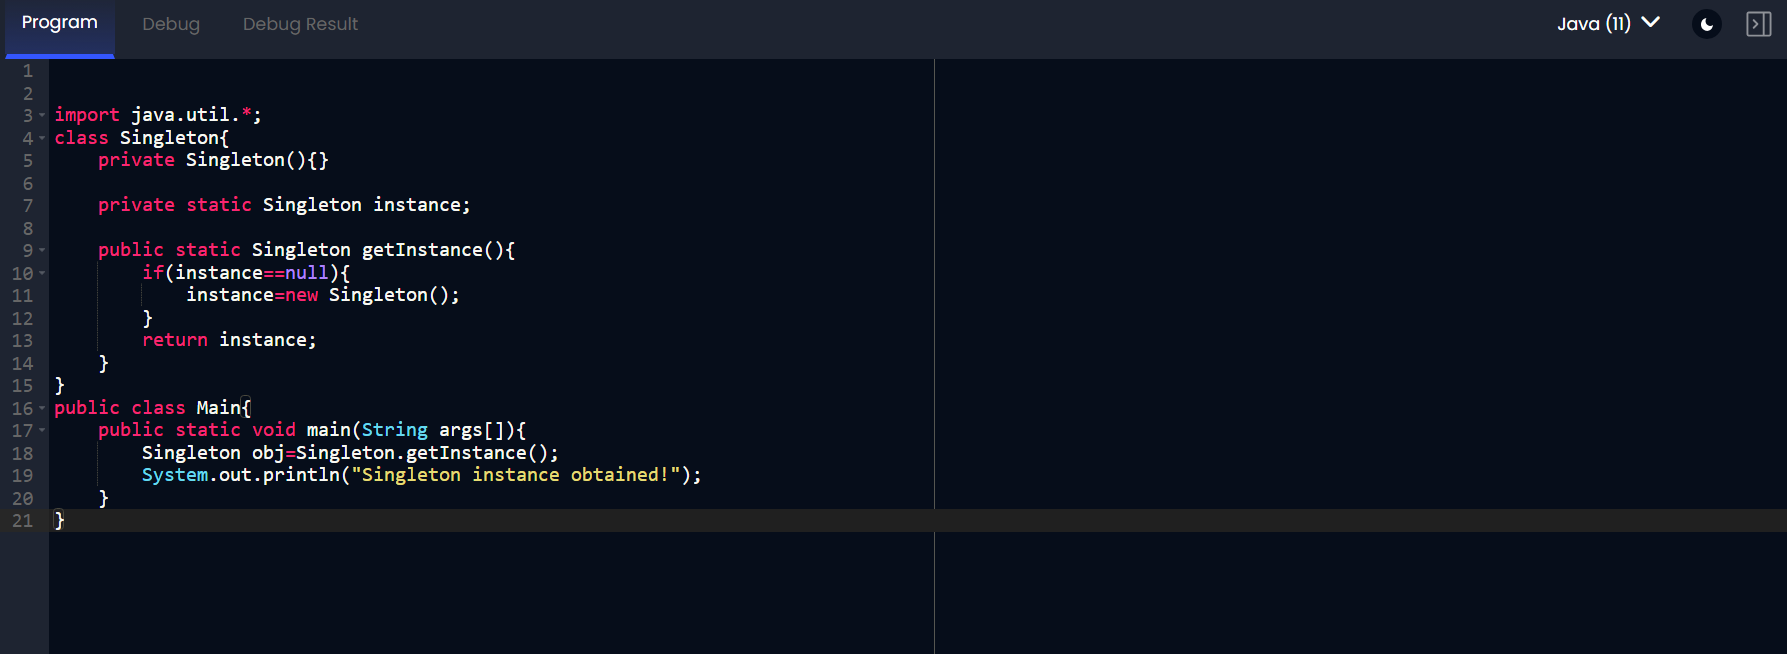 Program Debug Debug Result Java (11)
1
2
3 import java.util.*;
4 class Singleton{
5     private Singleton(){}
6
7     private static Singleton instance;
8
9     public static Singleton getInstance(){
10         if(instance==null){
11             instance=new Singleton();
12         }
13         return instance;
14     }
15 }
16 public class Main{
17     public static void main(String args[]){
18         Singleton obj=Singleton.getInstance();
19         System.out.println("Singleton instance obtained!");
20     }
21 }